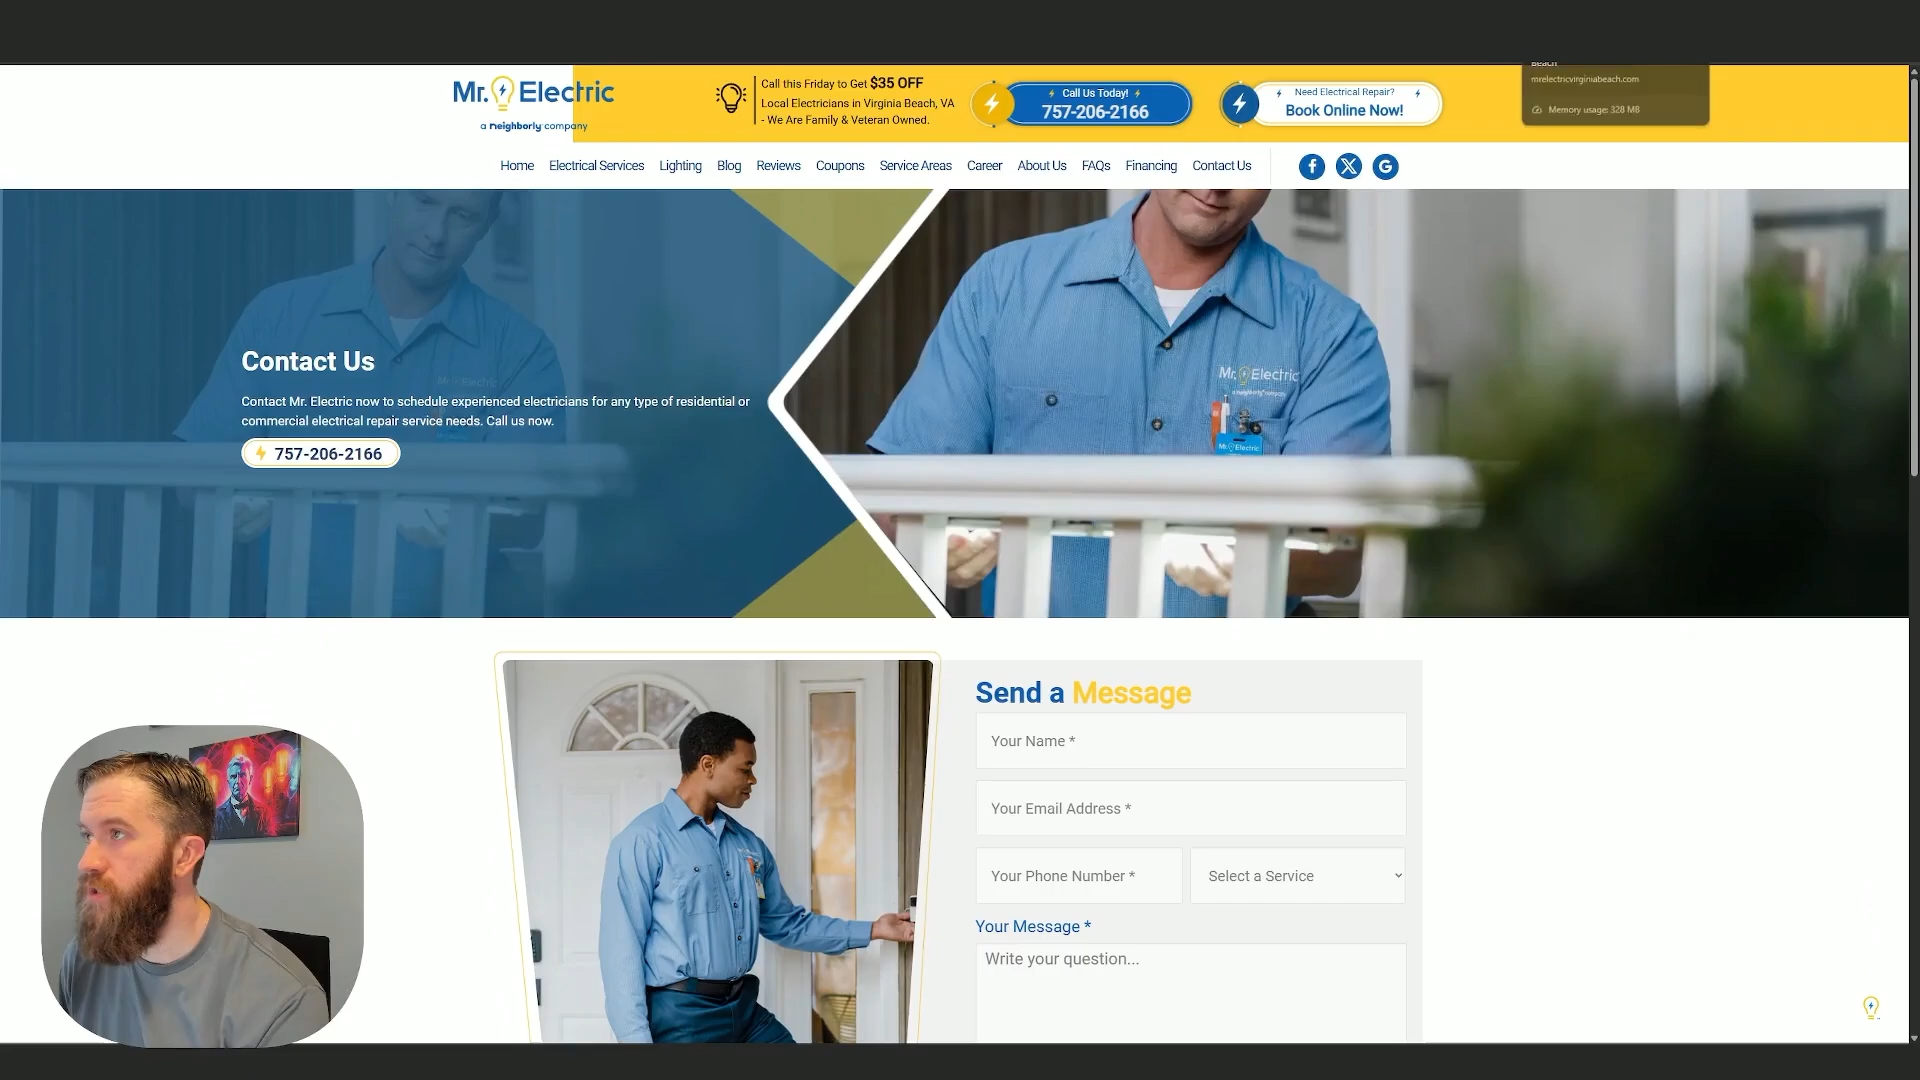 Beach
mrelectricvirginiabeach.com
Memory usage: 328 MB
Mr. Electric
a neighborly company
Call this Friday to Get $35 OFF
Local Electricians in Virginia Beach, VA
- We Are Family & Veteran Owned.
Call Us Today!
757-206-2166
Need Electrical Repair?
Book Online Now!
Home Electrical Services Lighting Blog Reviews Coupons Service Areas Career About Us FAQs Financing Contact Us
Contact Us
Contact Mr. Electric now to schedule experienced electricians for any type of residential or
commercial electrical repair service needs. Call us now.
757-206-2166
Mr. Electric
a neighborly company
Mr. Electric
Send a Message
Your Name *
Your Email Address *
Your Phone Number *
Select a Service
Your Message *
Write your question...